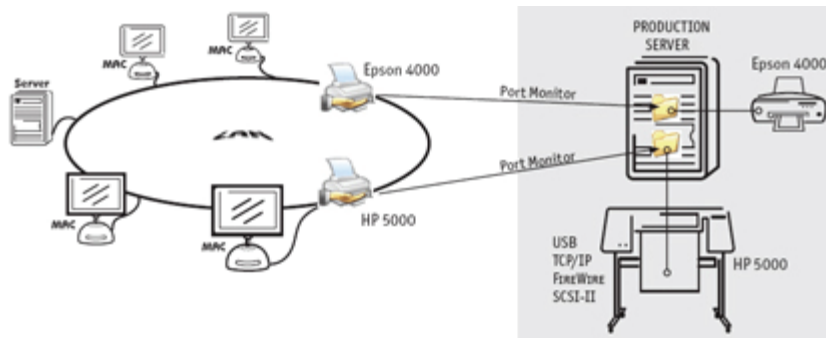 MAC
MAC
Server
Epson 4000
LAN
MAC
MAC
HP 5000
Port Monitor
Port Monitor
PRODUCTION
SERVER
Epson 4000
USB
TCP/IP
FireWire
SCSI-II
HP 5000